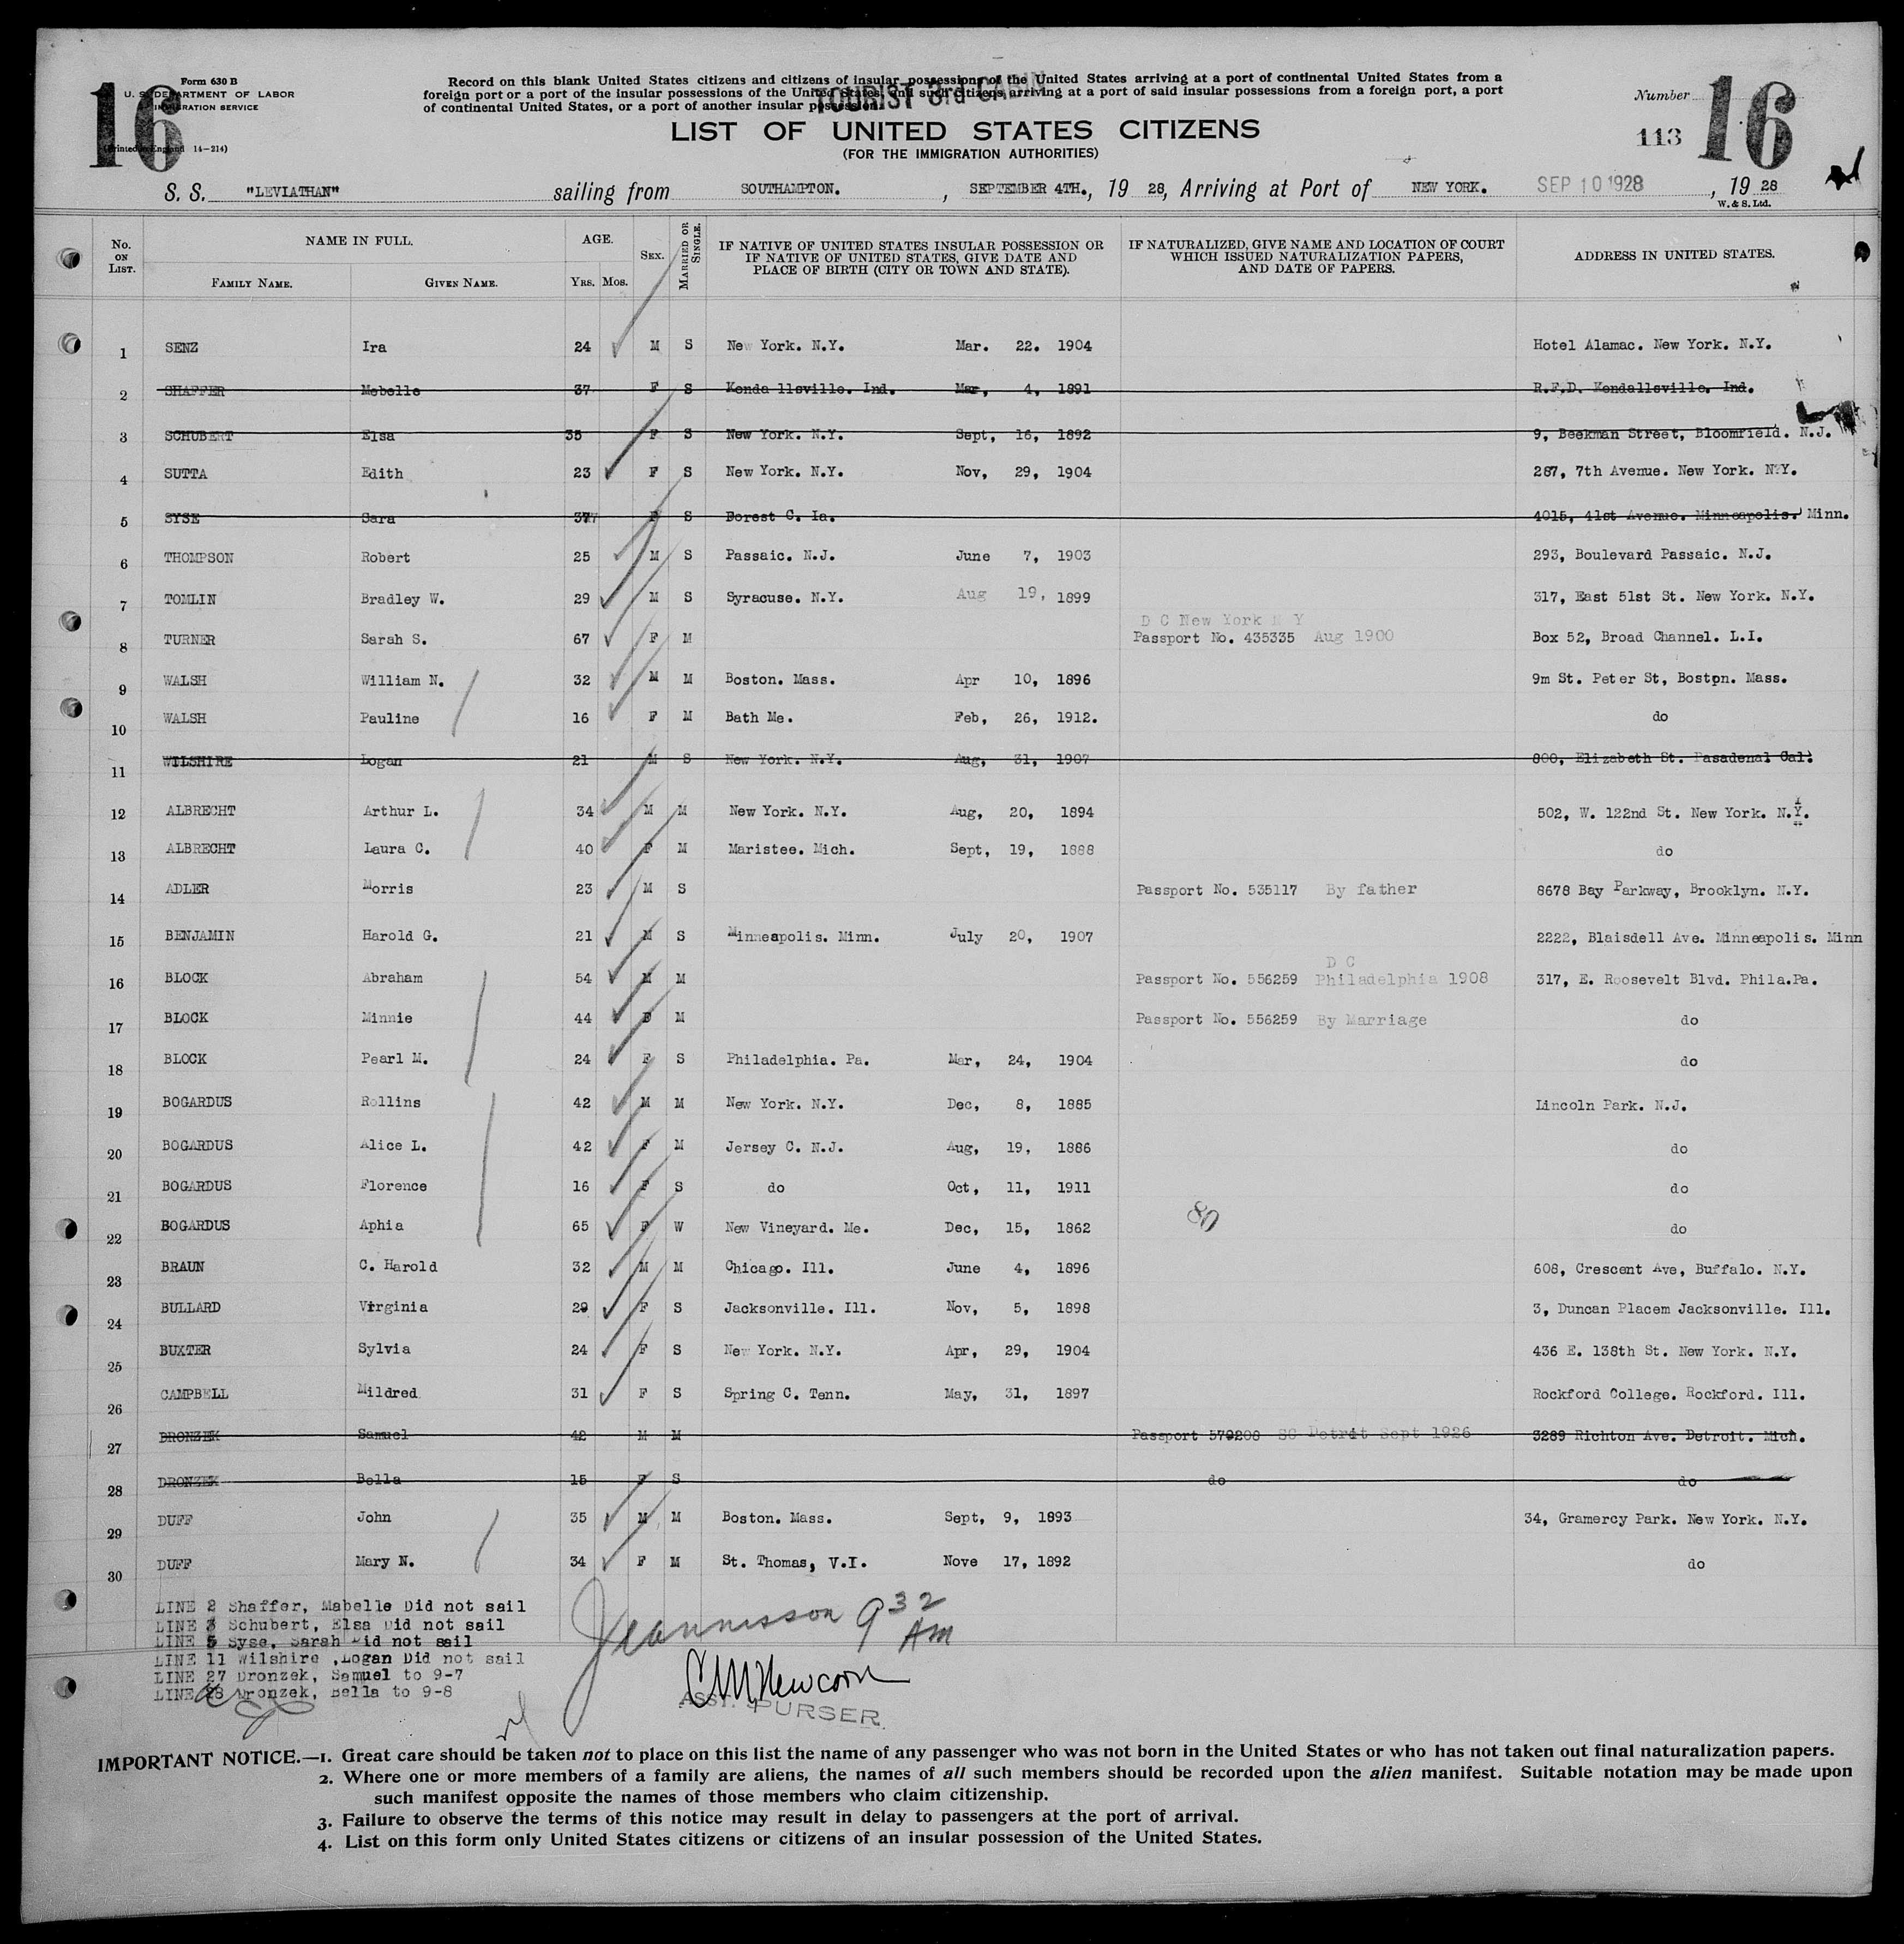 16
Form 630 B
U. S. DEPARTMENT OF LABOR
IMMIGRATION SERVICE
(Printed in England 14-214)
Record on this blank United States citizens and citizens of insular possessions of the United States arriving at a port of continental United States from a
foreign port or a port of the insular possessions of the United States, and such citizens arriving at a port of said insular possessions from a foreign port, a port
of continental United States, or a port of another insular possession.
TOURIST 3rd CABIN
Number
113
16
LIST OF UNITED STATES CITIZENS
(FOR THE IMMIGRATION AUTHORITIES)
S. S. "LEVIATHAN" sailing from SOUTHAMPTON. , SEPTEMBER 4TH., 19 28, Arriving at Port of NEW YORK. SEP 10 1928 , 19 28
W. & S. Ltd.
No. ON LIST. NAME IN FULL. FAMILY NAME. GIVEN NAME. AGE. YRS. MOS. SEX. MARRIED OR SINGLE. IF NATIVE OF UNITED STATES INSULAR POSSESSION OR IF NATIVE OF UNITED STATES, GIVE DATE AND PLACE OF BIRTH (CITY OR TOWN AND STATE). IF NATURALIZED, GIVE NAME AND LOCATION OF COURT WHICH ISSUED NATURALIZATION PAPERS, AND DATE OF PAPERS. ADDRESS IN UNITED STATES.
1 SENZ Ira 24 M S New York. N.Y. Mar. 22. 1904 Hotel Alamac. New York. N.Y.
2 SHAFFER Mebelle 37 F S Kenda llsville. Ind. Mar, 4, 1891 R.F.D. Kendallsville. Ind.
3 SCHUBERT Elsa 35 F S New York. N.Y. Sept, 16, 1892 9, Beekman Street, Bloomfield. N.J.
4 SUTTA Edith 23 F S New York. N.Y. Nov, 29, 1904 287, 7th Avenue. New York. N.Y.
5 SYSE Sara 37 F S Forest C. Ia. 4015, 41st Avenue. Minneapolis. Minn.
6 THOMPSON Robert 25 M S Passaic. N.J. June 7, 1903 293, Boulevard Passaic. N.J.
7 TOMLIN Bradley W. 29 M S Syracuse. N.Y. Aug 19, 1899 317, East 51st St. New York. N.Y.
D C New York N Y
8 TURNER Sarah S. 67 F M Passport No. 435335 Aug 1900 Box 52, Broad Channel. L.I.
9 WALSH William N. 32 M M Boston. Mass. Apr 10, 1896 9m St. Peter St, Boston. Mass.
10 WALSH Pauline 16 F M Bath Me. Feb, 26, 1912. do
11 WILSHIRE Logan 21 M S New York. N.Y. Aug, 31, 1907 800, Elizabeth St. Pasadena Cal.
12 ALBRECHT Arthur L. 34 M M New York. N.Y. Aug, 20, 1894 502, W. 122nd St. New York. N.Y.
13 ALBRECHT Laura C. 40 F M Maristee. Mich. Sept, 19, 1888 do
14 ADLER Morris 23 M S Passport No. 535117 By father 8678 Bay Parkway, Brooklyn. N.Y.
15 BENJAMIN Harold G. 21 M S Minneapolis. Minn. July 20, 1907 2222, Blaisdell Ave. Minneapolis. Minn
D C
16 BLOCK Abraham 54 M M Passport No. 556259 Philadelphia 1908 317, E. Roosevelt Blvd. Phila.Pa.
17 BLOCK Minnie 44 F M Passport No. 556259 By Marriage do
18 BLOCK Pearl M. 24 F S Philadelphia. Pa. Mar, 24, 1904 do
19 BOGARDUS Rollins 42 M M New York. N.Y. Dec, 8, 1885 Lincoln Park. N.J.
20 BOGARDUS Alice L. 42 F M Jersey C. N.J. Aug, 19, 1886 do
21 BOGARDUS Florence 16 F S do Oct, 11, 1911 do
22 BOGARDUS Aphia 65 F W New Vineyard. Me. Dec, 15, 1862 80 do
23 BRAUN C. Harold 32 M M Chicago. Ill. June 4, 1896 608, Crescent Ave, Buffalo. N.Y.
24 BULLARD Virginia 29 F S Jacksonville. Ill. Nov, 5, 1898 3, Duncan Placem Jacksonville. Ill.
25 BUXTER Sylvia 24 F S New York. N.Y. Apr, 29, 1904 436 E. 138th St. New York. N.Y.
26 CAMPBELL Mildred 31 F S Spring C. Tenn. May, 31, 1897 Rockford College. Rockford. Ill.
27 DRONZEK Samuel 42 M M Passport 579208 SC Detroit Sept 1926 3289 Richton Ave. Detroit. Mich.
28 DRONZEK Bella 15 F S do do
29 DUFF John 35 M M Boston. Mass. Sept, 9, 1893 34, Gramercy Park. New York. N.Y.
30 DUFF Mary N. 34 F M St. Thomas, V.I. Nove 17, 1892 do
LINE 2 Shaffer, Mabelle Did not sail
LINE 3 Schubert, Elsa Did not sail
LINE 5 Syse, Sarah Did not sail
LINE 11 Wilshire ,Logan Did not sail
LINE 27 Dronzek, Samuel to 9-7
LINE 28 Dronzek, Bella to 9-8
Jeannisson 9 32 AM
Newcorn
ASST. PURSER.
IMPORTANT NOTICE.—1. Great care should be taken not to place on this list the name of any passenger who was not born in the United States or who has not taken out final naturalization papers.
2. Where one or more members of a family are aliens, the names of all such members should be recorded upon the alien manifest. Suitable notation may be made upon
such manifest opposite the names of those members who claim citizenship.
3. Failure to observe the terms of this notice may result in delay to passengers at the port of arrival.
4. List on this form only United States citizens or citizens of an insular possession of the United States.